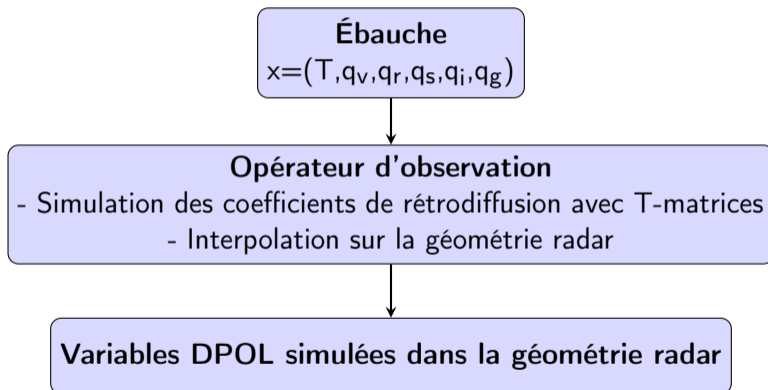 Ébauche
x=(T,qv,qr,qs,qi,qg)
Opérateur d'observation
- Simulation des coefficients de rétrodiffusion avec T-matrices
- Interpolation sur la géométrie radar
Variables DPOL simulées dans la géométrie radar